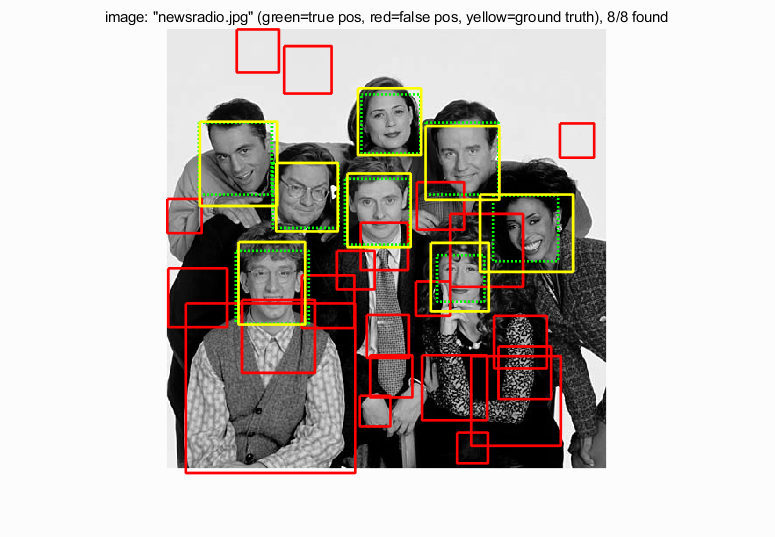 image: "newsradio.jpg" (green=true pos, red=false pos, yellow=ground truth), 8/8 found